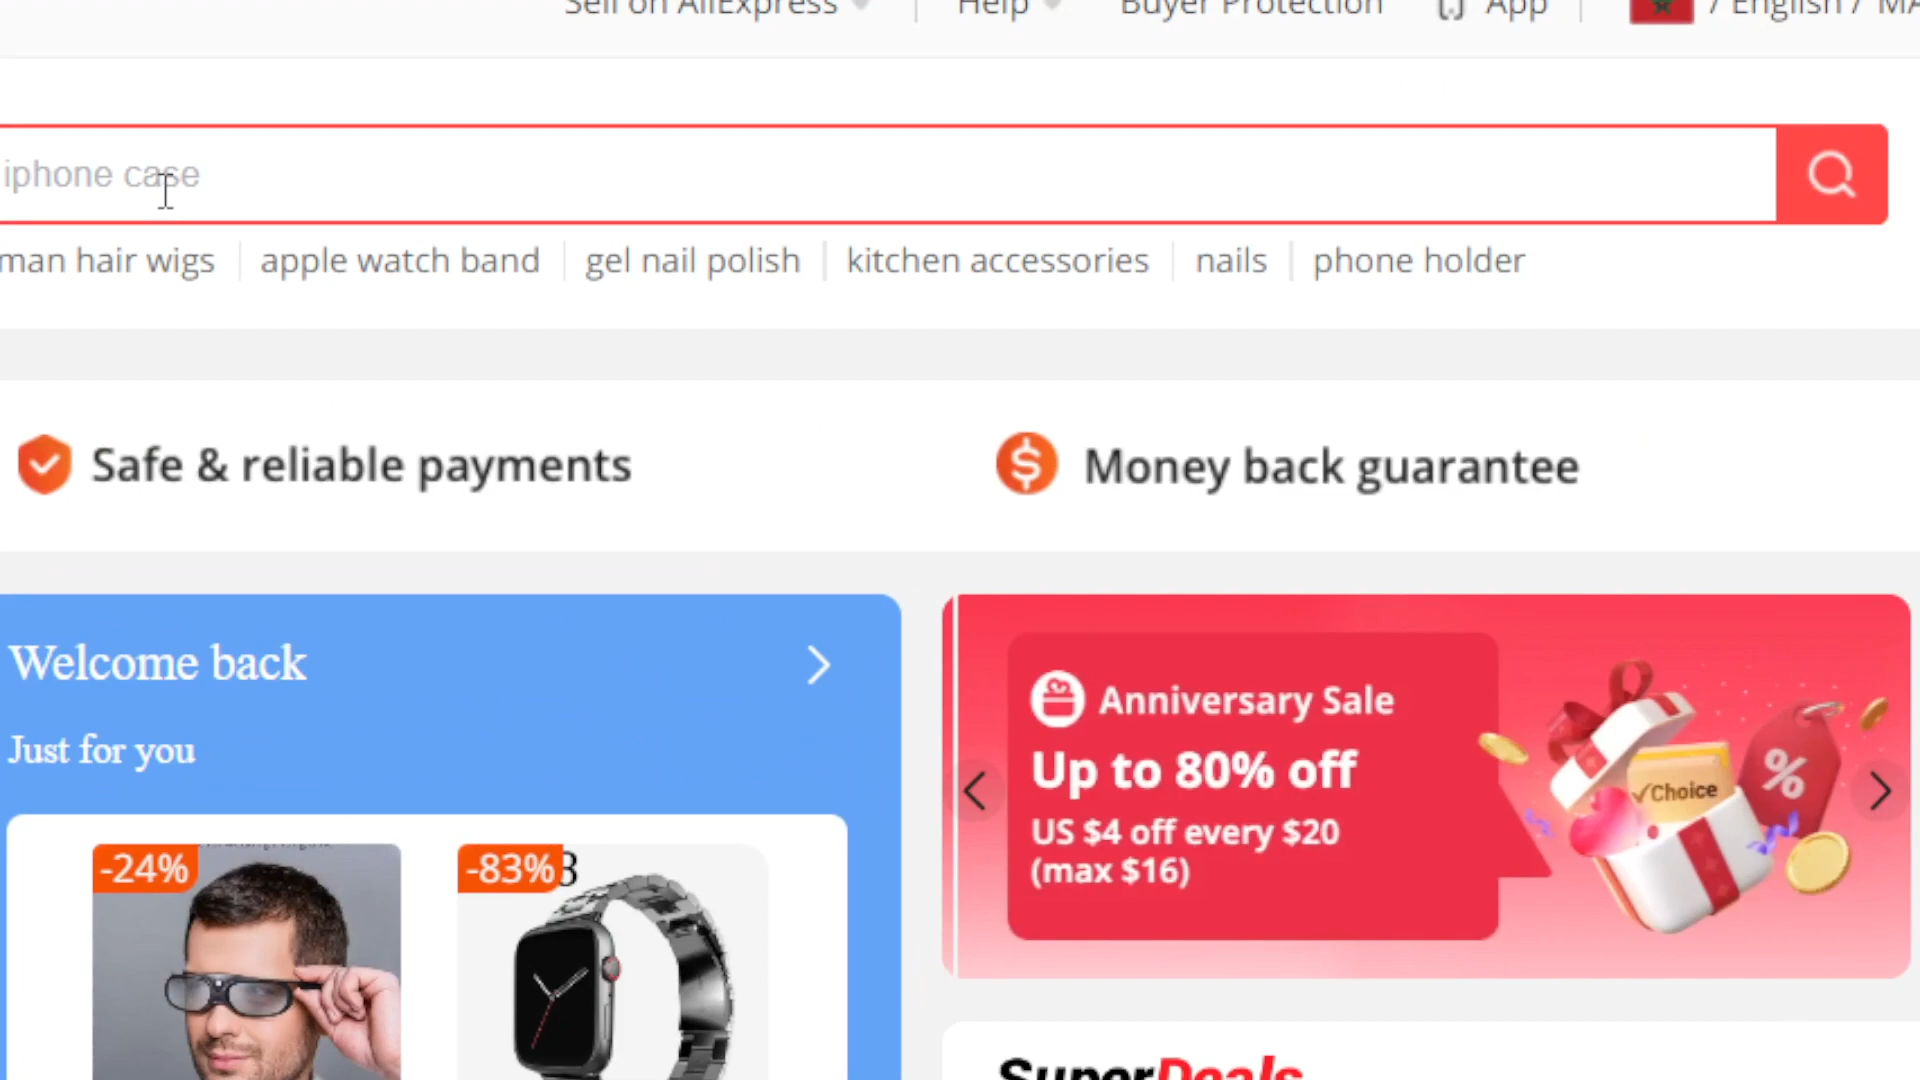 Sell on AliExpress Help Buyer Protection App / English / MA
iphone case
man hair wigs apple watch band gel nail polish kitchen accessories nails phone holder
Safe & reliable payments Money back guarantee
Welcome back
Just for you
-24%
-83% 3
Anniversary Sale
Up to 80% off
US $4 off every $20
(max $16)
✓Choice
%
SuperDeals